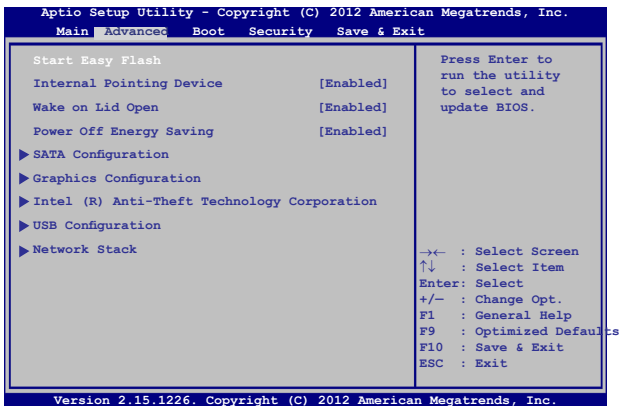 Aptio Setup Utility - Copyright (C) 2012 American Megatrends, Inc.
Main Advanced Boot Security Save & Exit
Start Easy Flash
Internal Pointing Device [Enabled]
Wake on Lid Open [Enabled]
Power Off Energy Saving [Enabled]
SATA Configuration
Graphics Configuration
Intel (R) Anti-Theft Technology Corporation
USB Configuration
Network Stack
Press Enter to
run the utility
to select and
update BIOS.
→← : Select Screen
↑↓ : Select Item
Enter: Select
+/— : Change Opt.
F1 : General Help
F9 : Optimized Defaults
F10 : Save & Exit
ESC : Exit
Version 2.15.1226. Copyright (C) 2012 American Megatrends, Inc.